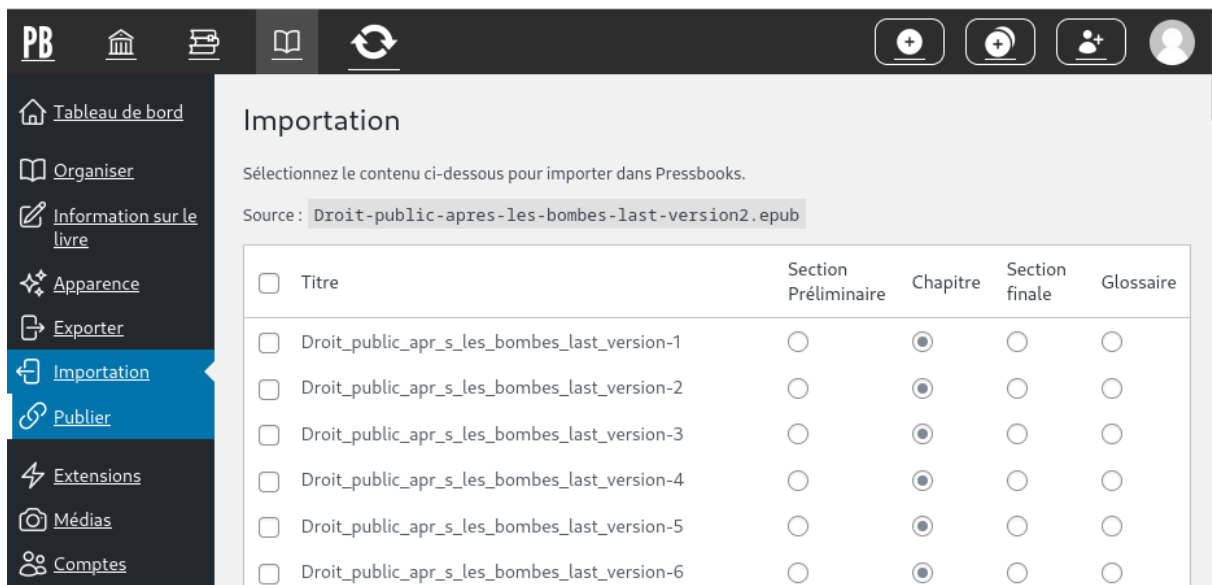 PB
Tableau de bord
Organiser
Information sur le
livre
Apparence
Exporter
Importation
Publier
Extensions
Médias
Comptes
Importation
Sélectionnez le contenu ci-dessous pour importer dans Pressbooks.
Source : Droit-public-apres-les-bombes-last-version2.epub
Titre
Section
Préliminaire
Chapitre
Section
finale
Glossaire
Droit_public_apr_s_les_bombes_last_version-1
Droit_public_apr_s_les_bombes_last_version-2
Droit_public_apr_s_les_bombes_last_version-3
Droit_public_apr_s_les_bombes_last_version-4
Droit_public_apr_s_les_bombes_last_version-5
Droit_public_apr_s_les_bombes_last_version-6